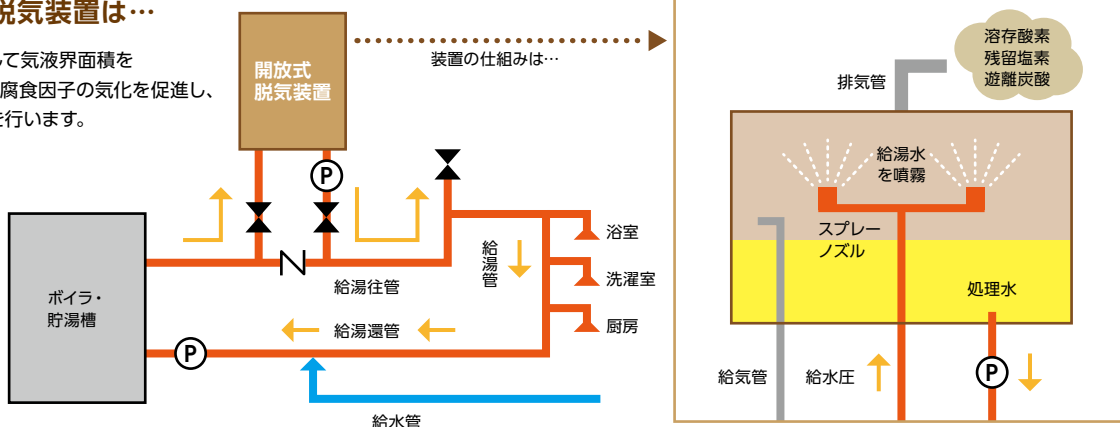 脱気装置は…
して気液界面積を
腐食因子の気化を促進し、
を行います。
開放式
脱気装置
装置の仕組みは…
P
ボイラ・
貯湯槽
給湯往管
給湯管
浴室
洗濯室
厨房
給湯還管
P
給水管
溶存酸素
残留塩素
遊離炭酸
排気管
給湯水
を噴霧
スプレー
ノズル
処理水
給気管
給水圧
P